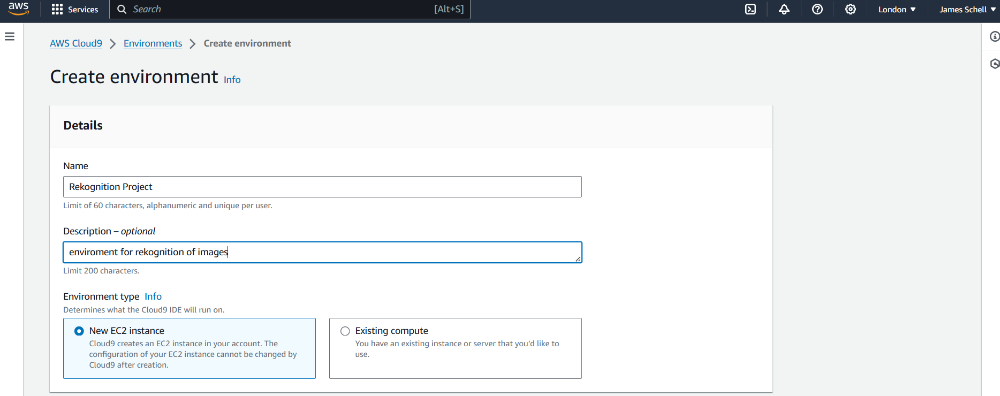 aws Services Search [Alt+S] London James Schell
AWS Cloud9 Environments Create environment
Create environment Info
Details
Name
Rekognition Project
Limit of 60 characters, alphanumeric and unique per user.
Description – optional
enviroment for rekognition of images
Limit 200 characters.
Environment type Info
Determines what the Cloud9 IDE will run on.
New EC2 instance
Cloud9 creates an EC2 instance in your account. The
configuration of your EC2 instance cannot be changed by
Cloud9 after creation.
Existing compute
You have an existing instance or server that you’d like to
use.